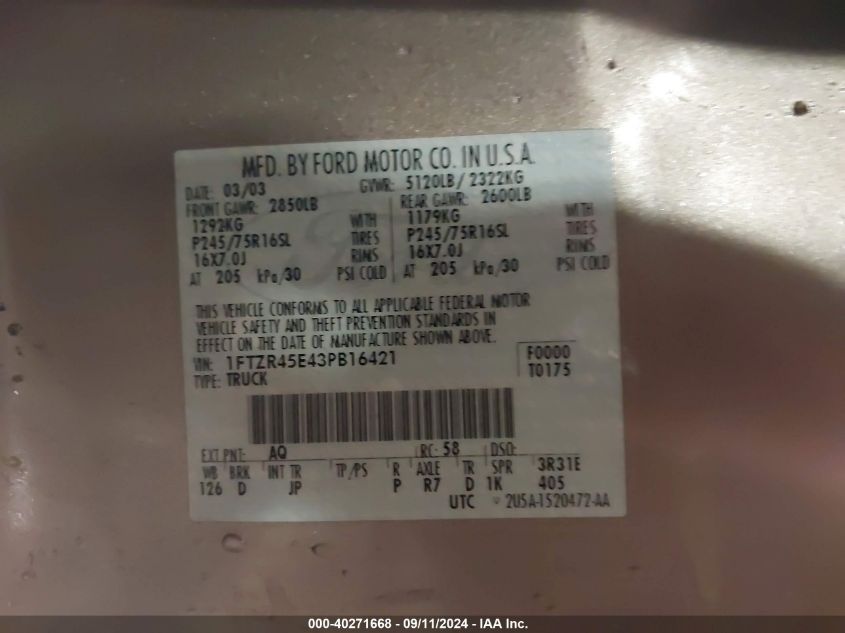 MFD. BY FORD MOTOR CO. IN U.S.A.
DATE: 03/03 GVWR: 5120LB/ 2322KG
FRONT GAWR: 2850LB REAR GAWR: 2600LB
1292KG WITH 1179KG WITH
P245/75R16SL TIRES P245/75R16SL TIRES
16X7.0J RIMS 16X7.0J RIMS
AT 205 kPa/30 PSI COLD AT 205 kPa/30 PSI COLD
THIS VEHICLE CONFORMS TO ALL APPLICABLE FEDERAL MOTOR
VEHICLE SAFETY AND THEFT PREVENTION STANDARDS IN
EFFECT ON THE DATE OF MANUFACTURE SHOWN ABOVE.
VIN: 1FTZR45E43PB16421 F0000
TYPE: TRUCK T0175
EXT PNT: AQ RC: 58 DSO:
WB BRK INT TR TP/PS R AXLE TR SPR 3R31E
126 D JP P R7 D 1K 405
UTC 2U5A-1520472-AA
000-40271668 - 09/11/2024 - IAAI Inc.